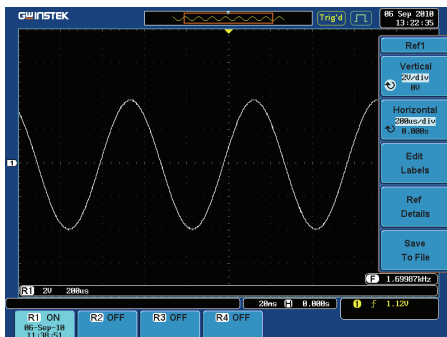 GWINSTEK
Trig'd
06 Sep 2010
13:22:35
Ref1
Vertical
2V/div
0V
Horizontal
200us/div
0.000s
Edit
Labels
Ref
Details
Save
To File
1
F 1.69987kHz
R1 2V 200us
20ms H 0.000s
1 f 1.12V
R1 ON
06-Sep-10
11:38:51
R2 OFF
R3 OFF
R4 OFF